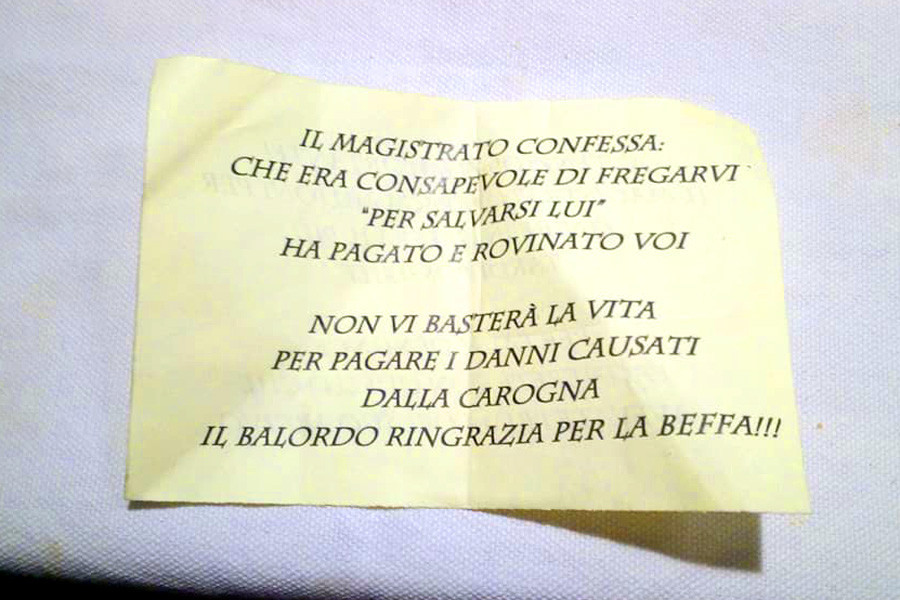 IL MAGISTRATO CONFESSA:
CHE ERA CONSAPEVOLE DI FREGARVI
"PER SALVARSI LUI"
HA PAGATO E ROVINATO VOI
NON VI BASTERÀ LA VITA
PER PAGARE I DANNI CAUSATI
DALLA CAROGNA
IL BALORDO RINGRAZIA PER LA BEFFA!!!